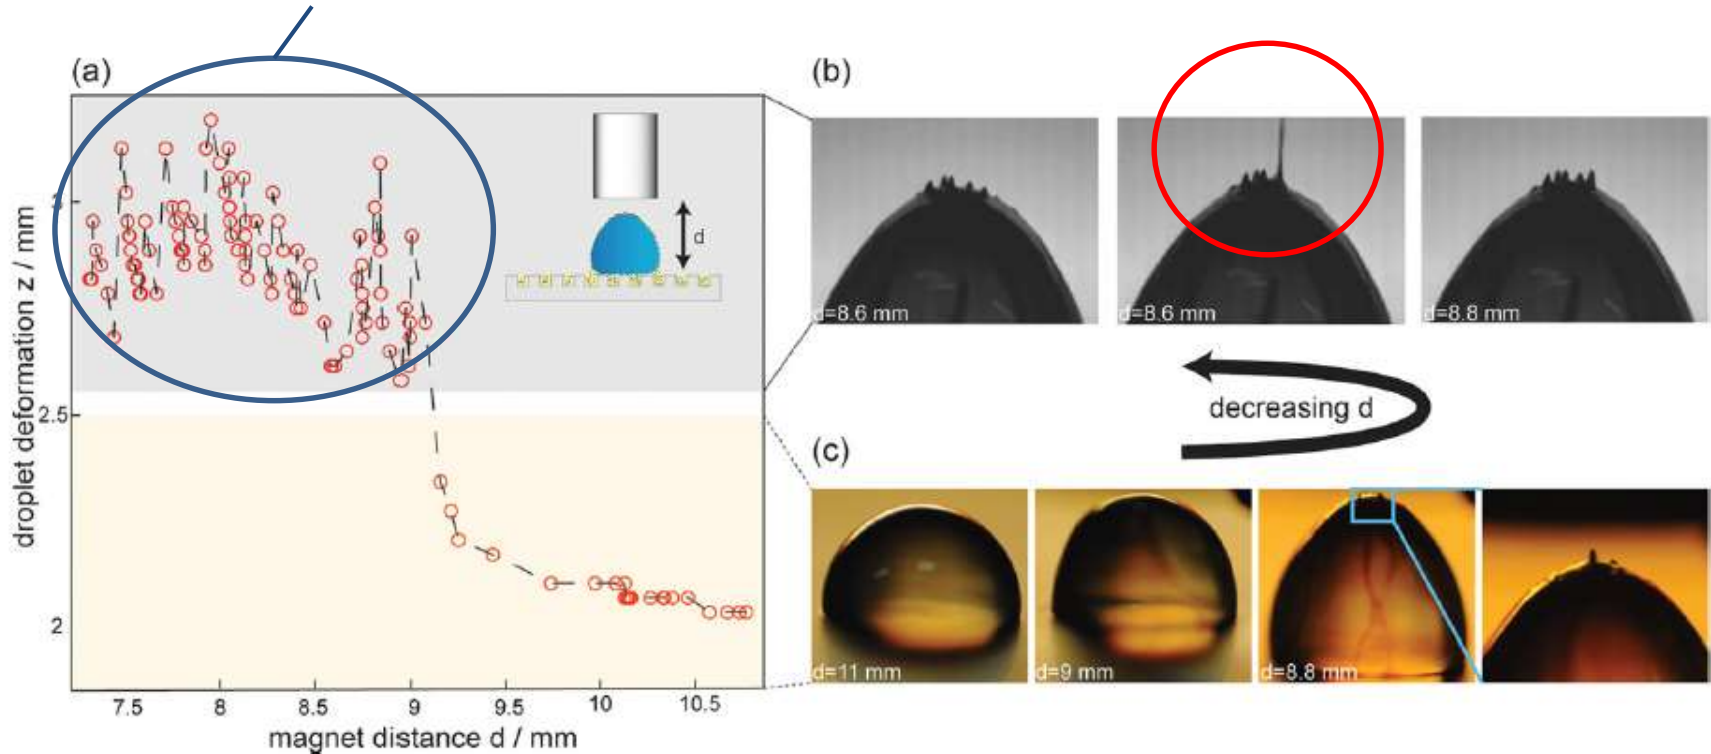 (a)
droplet deformation z / mm
3
2.5
2
7.5 8 8.5 9 9.5 10 10.5
magnet distance d / mm
d
(b)
d=8.6 mm
d=8.6 mm
d=8.8 mm
decreasing d
(c)
d=11 mm
d=9 mm
d=8.8 mm